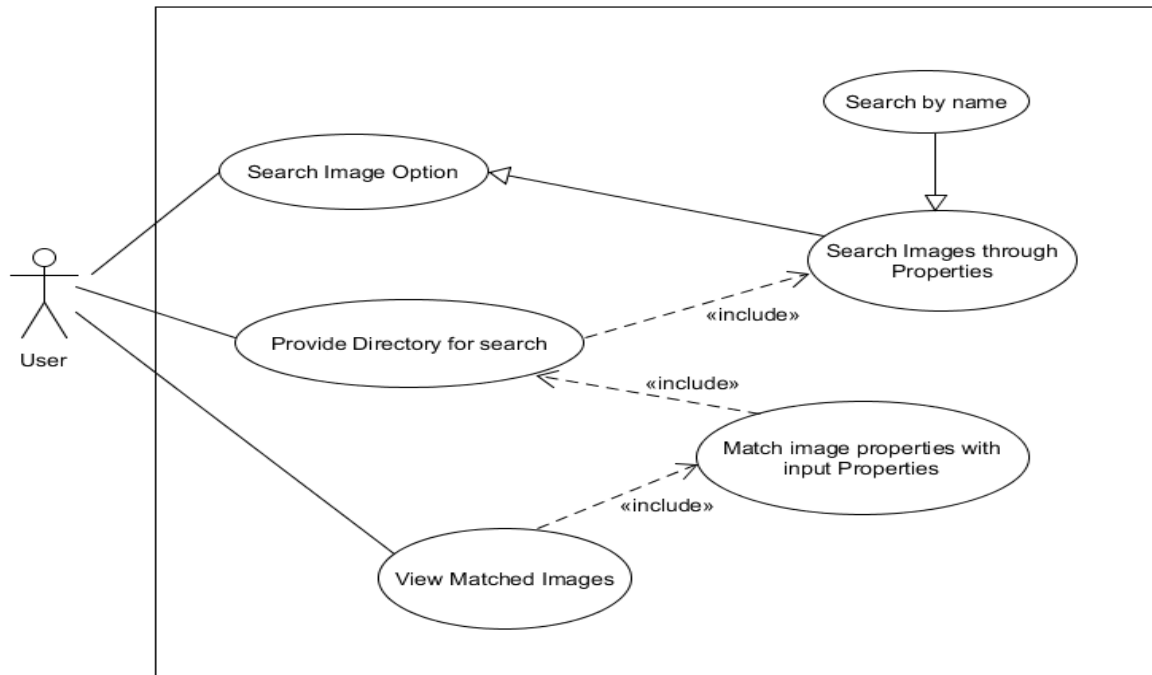 Search by name
Search Image Option
Search Images through
Properties
«include»
User
Provide Directory for search
«include»
Match image properties with
input Properties
«include»
View Matched Images